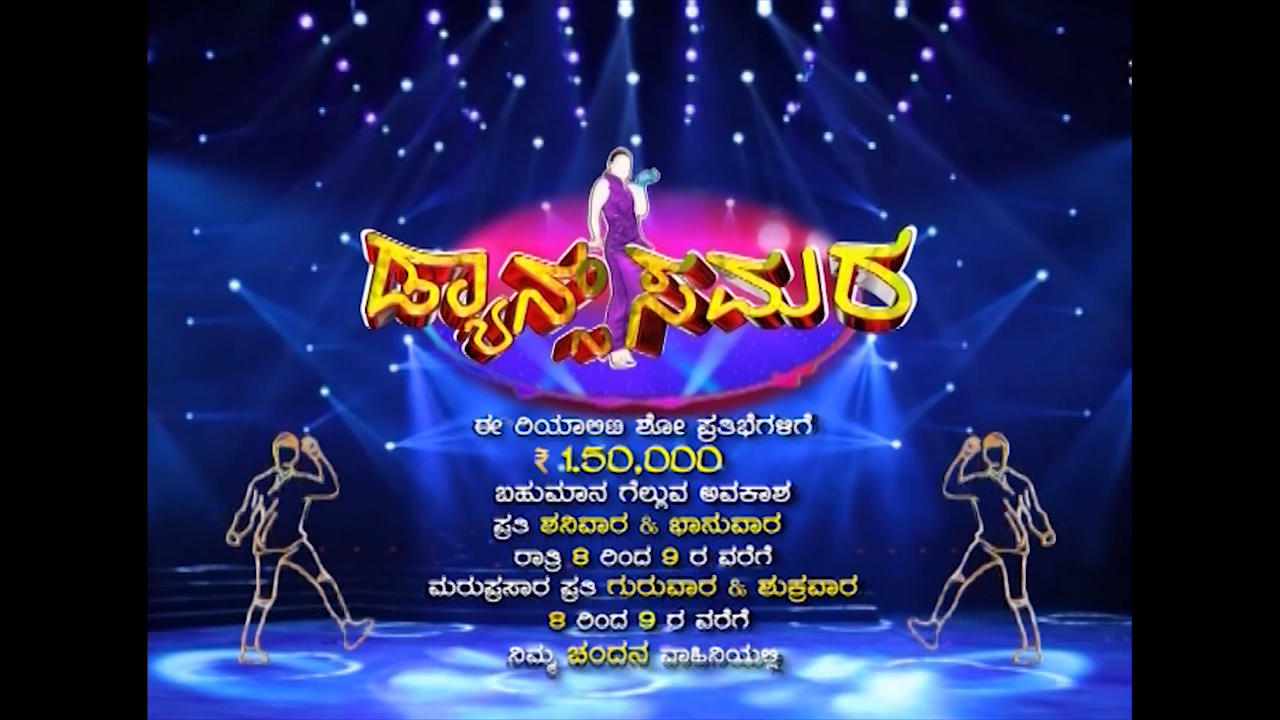 ಡ್ಯಾನ್ಸ್ ಸಮರ
ಈ ರಿಯಾಲಿಟಿ ಶೋ ಪ್ರತಿಭೆಗಳಿಗೆ
₹ 1.50,000
ಬಹುಮಾನ ಗೆಲ್ಲುವ ಅವಕಾಶ
ಪ್ರತಿ ಶನಿವಾರ & ಭಾನುವಾರ
ರಾತ್ರಿ 8 ರಿಂದ 9 ರ ವರೆಗೆ
ಮರುಪ್ರಸಾರ ಪ್ರತಿ ಗುರುವಾರ & ಶುಕ್ರವಾರ
8 ರಿಂದ 9 ರ ವರೆಗೆ
ನಿಮ್ಮ ಚಂದನ ವಾಹಿನಿಯಲ್ಲಿ